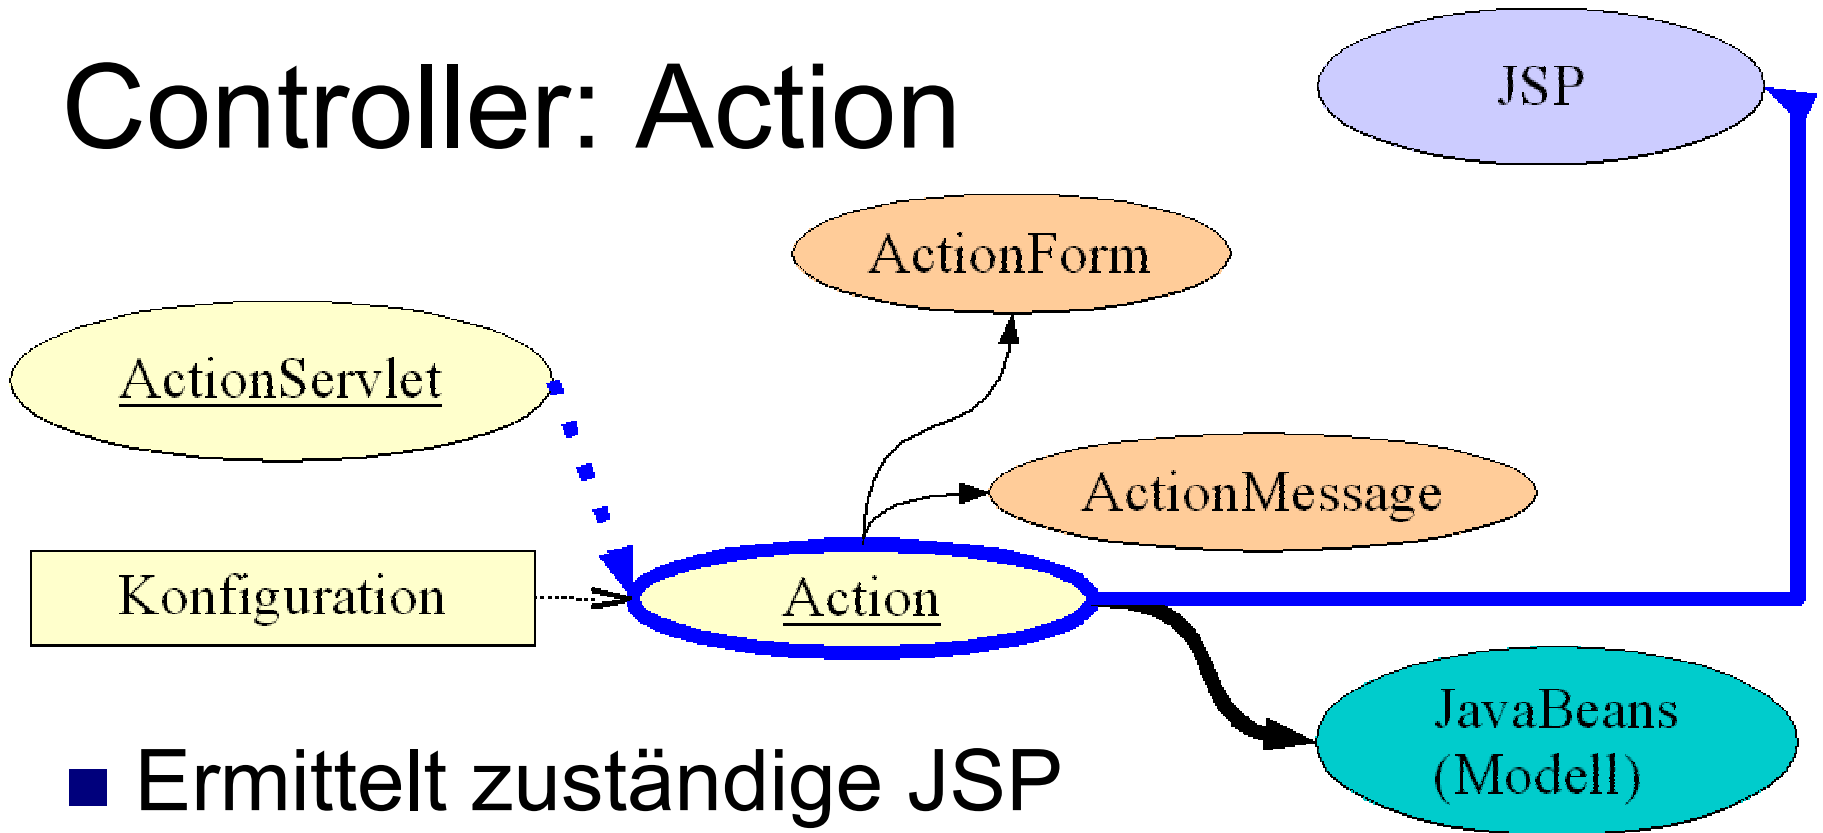 Controller: Action
JSP
ActionForm
ActionServlet
ActionMessage
Konfiguration
Action
JavaBeans
(Modell)
Ermittelt zuständige JSP